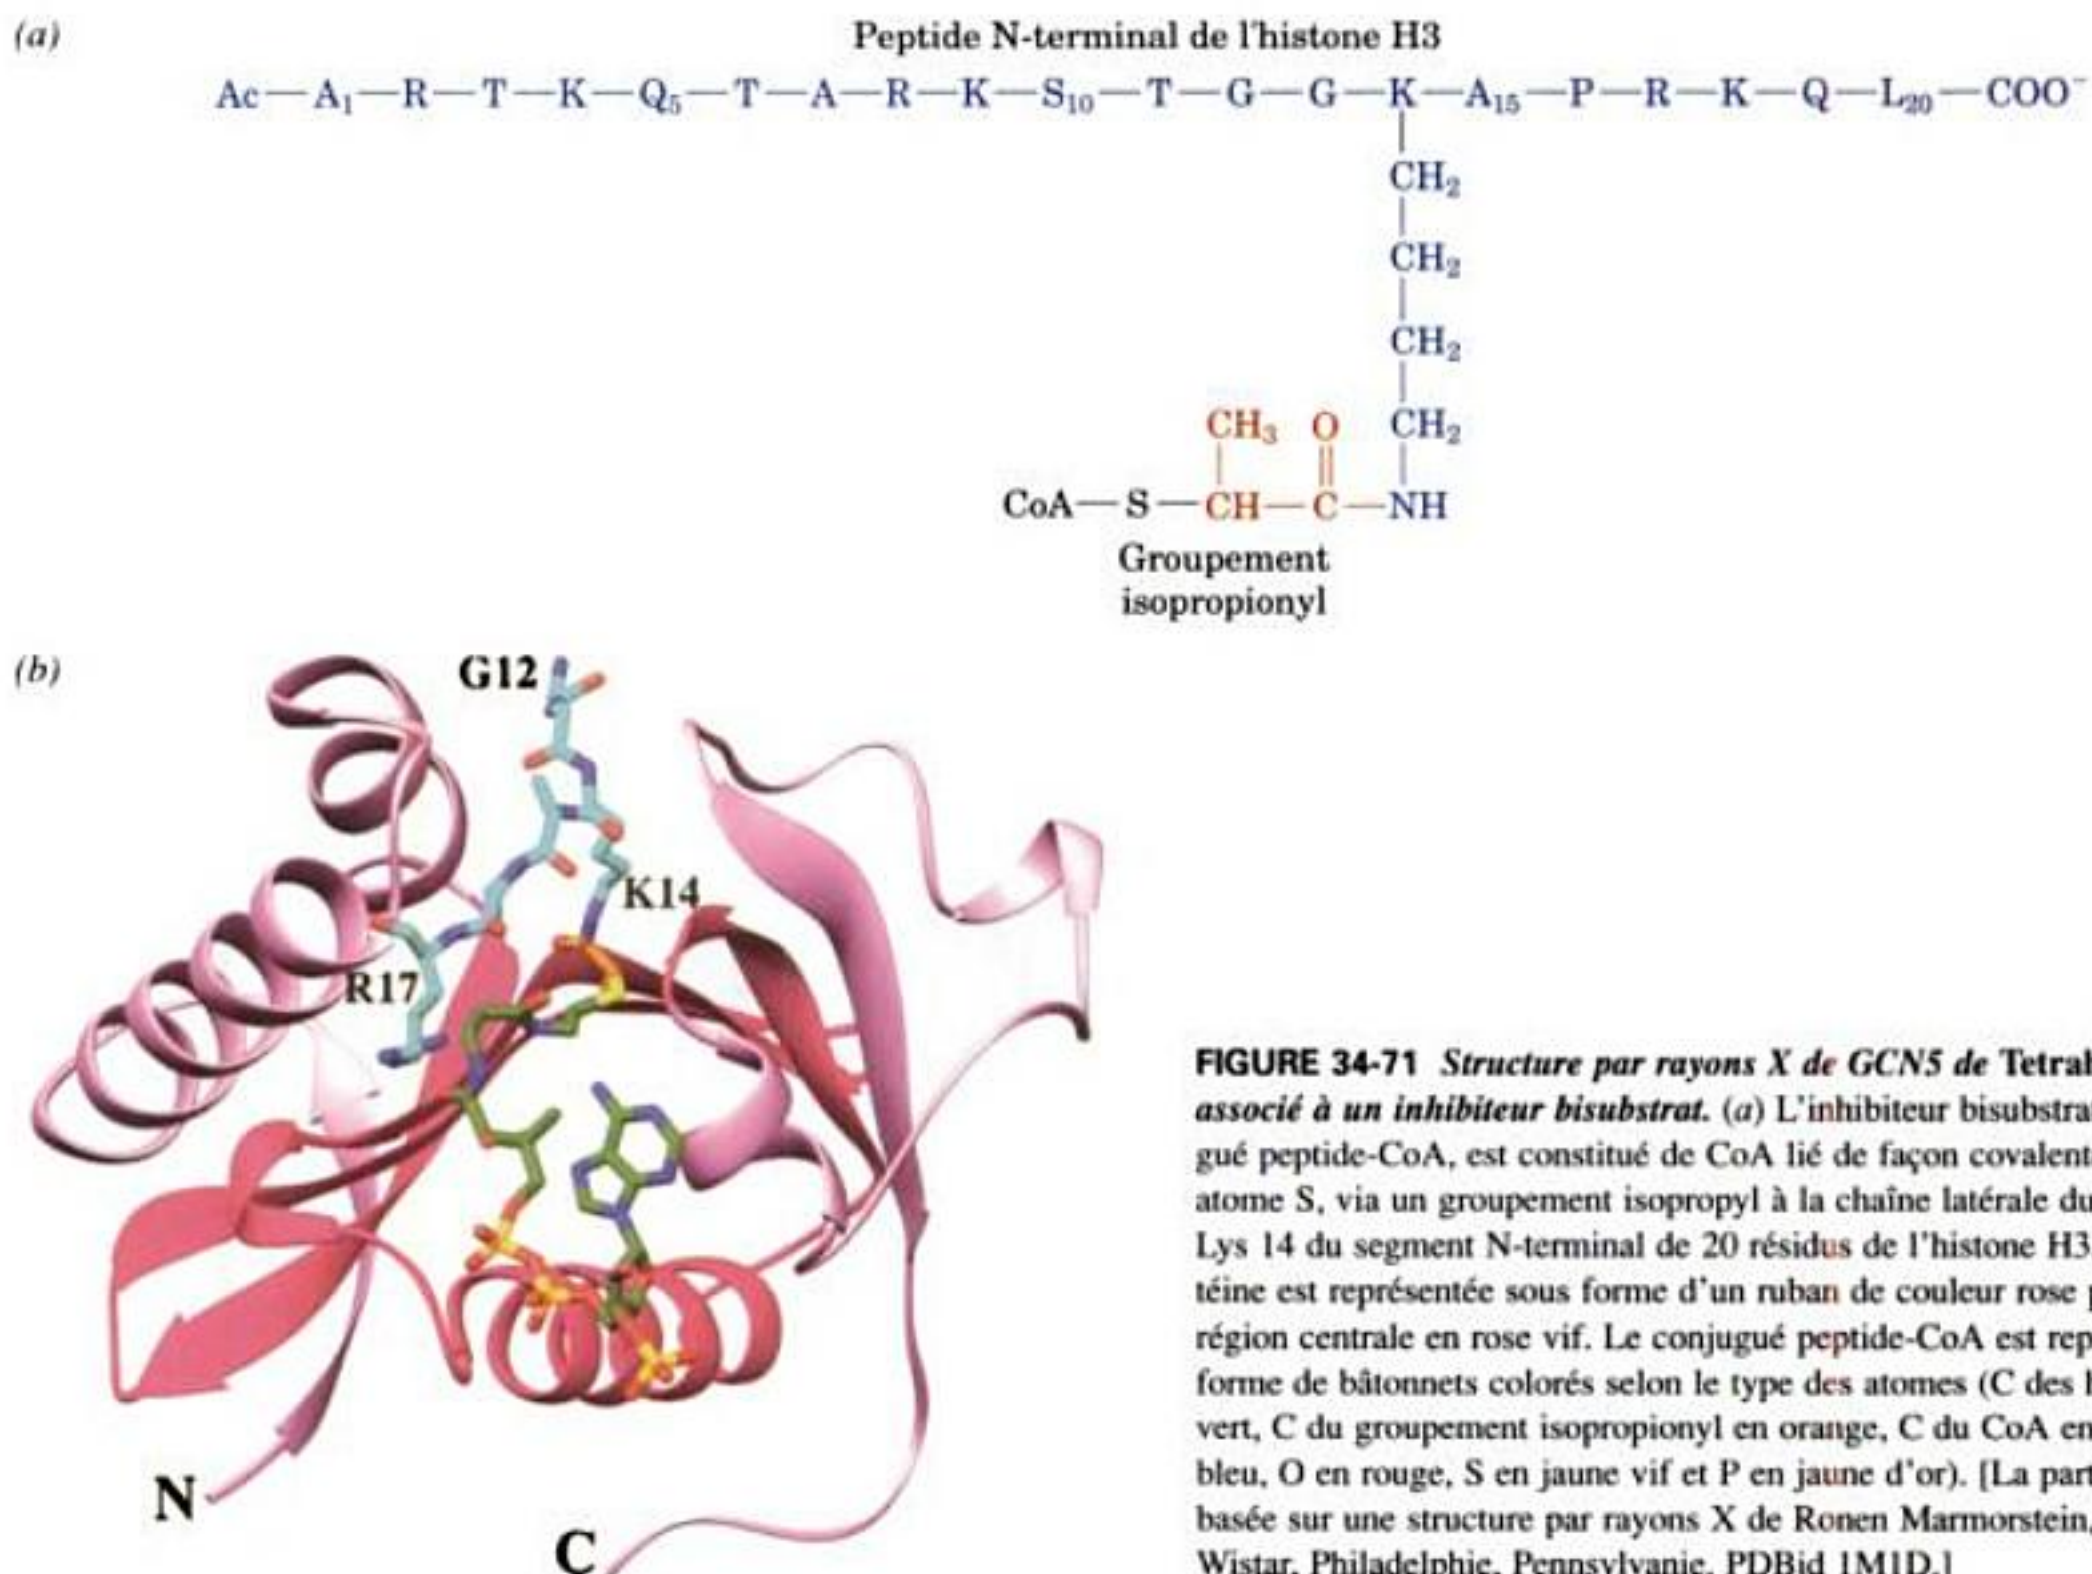 (a)
Peptide N-terminal de l'histone H3
Ac—A₁—R—T—K—Q₅—T—A—R—K—S₁₀—T—G—G—K—A₁₅—P—R—K—Q—L₂₀—COO⁻
CH₂
CH₂
CH₂
CH₃ O CH₂
CoA—S—CH—C—NH
Groupement
isopropionyl
(b)
G12
K14
R17
N
C
FIGURE 34-71 Structure par rayons X de GCN5 de Tetrah
associé à un inhibiteur bisubstrat. (a) L'inhibiteur bisubstra
gué peptide-CoA, est constitué de CoA lié de façon covalent
atome S, via un groupement isopropyl à la chaîne latérale du
Lys 14 du segment N-terminal de 20 résidus de l'histone H3
téine est représentée sous forme d'un ruban de couleur rose
région centrale en rose vif. Le conjugué peptide-CoA est rep
forme de bâtonnets colorés selon le type des atomes (C des
vert, C du groupement isopropionyl en orange, C du CoA en
bleu, O en rouge, S en jaune vif et P en jaune d'or). [La part
basée sur une structure par rayons X de Ronen Marmorstein,
Wistar, Philadelphie, Pennsylvanie. PDBid 1M1D.]